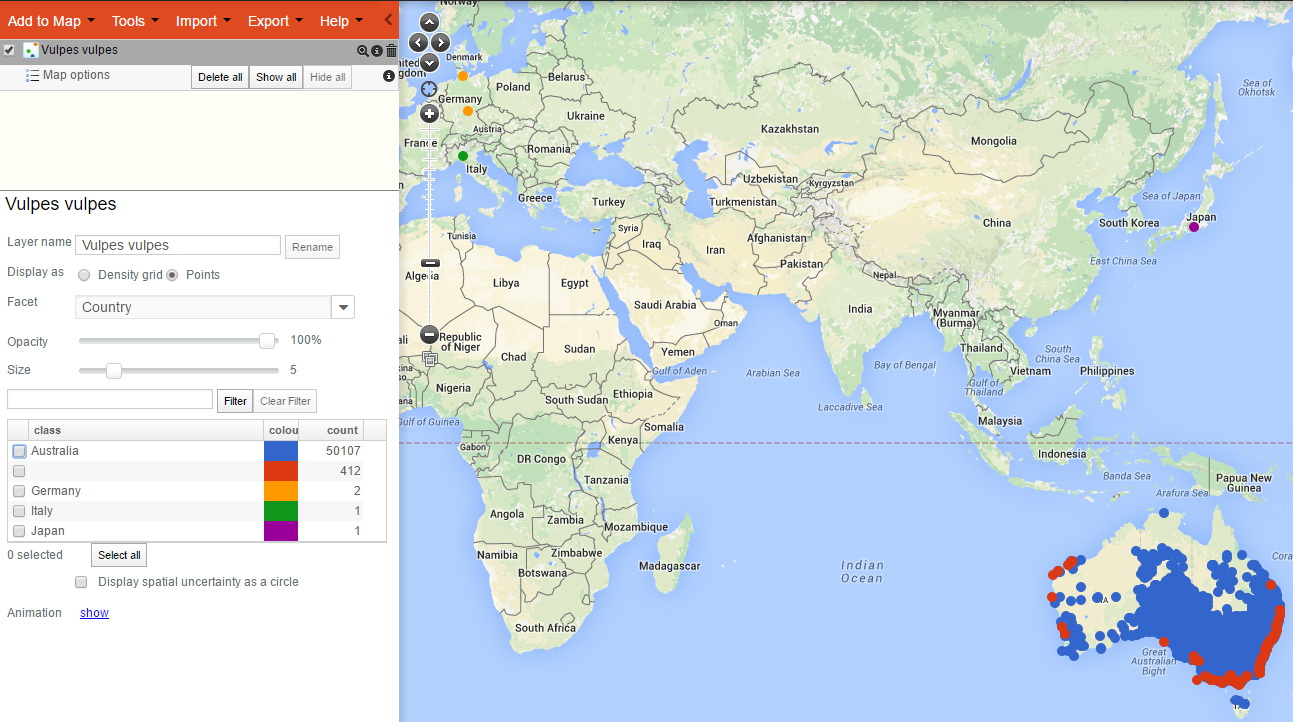 Add to Map Tools Import Export Help
Vulpes vulpes
Map options Delete all Show all Hide all
Vulpes vulpes
Layer name Vulpes vulpes Rename
Display as Density grid Points
Facet Country
Opacity 100%
Size 5
Filter Clear Filter
class colou count
Australia 50107
412
Germany 2
Italy 1
Japan 1
0 selected Select all
Display spatial uncertainty as a circle
Animation show
Norway
Denmark
Sea of
Okhotsk
Belarus
Poland
Germany
Ukraine
Kazakhstan
Austria
Mongolia
France
Romania
Italy
Uzbekistan
Kyrgyzstan
Greece
Turkey
Turkmenistan
Sea of Japan
Japan
South Korea
China
Syria
Tunisia
Iraq
Iran
Afghanistan
Pakistan
East China Sea
Algeria
Libya
Egypt
Nepal
Saudi Arabia
India
Myanmar
(Burma)
Oman
Republic
of Niger
Chad
Sudan
Yemen
Thailand
South
China Sea
Gulf of Aden
Arabian Sea
Bay of Bengal
Vietnam
Philippines
Gulf of
Thailand
Nigeria
South Sudan
Ethiopia
Laccadive Sea
Gulf of Guinea
Somalia
Malaysia
Gabon
Kenya
Indonesia
DR Congo
Tanzania
Banda Sea
Papua New
Guinea
Arafura Sea
Angola
Zambia
Mozambique
Namibia
Zimbabwe
Botswana
Madagascar
Indian
Ocean
South Africa
Great
Australian
Bight